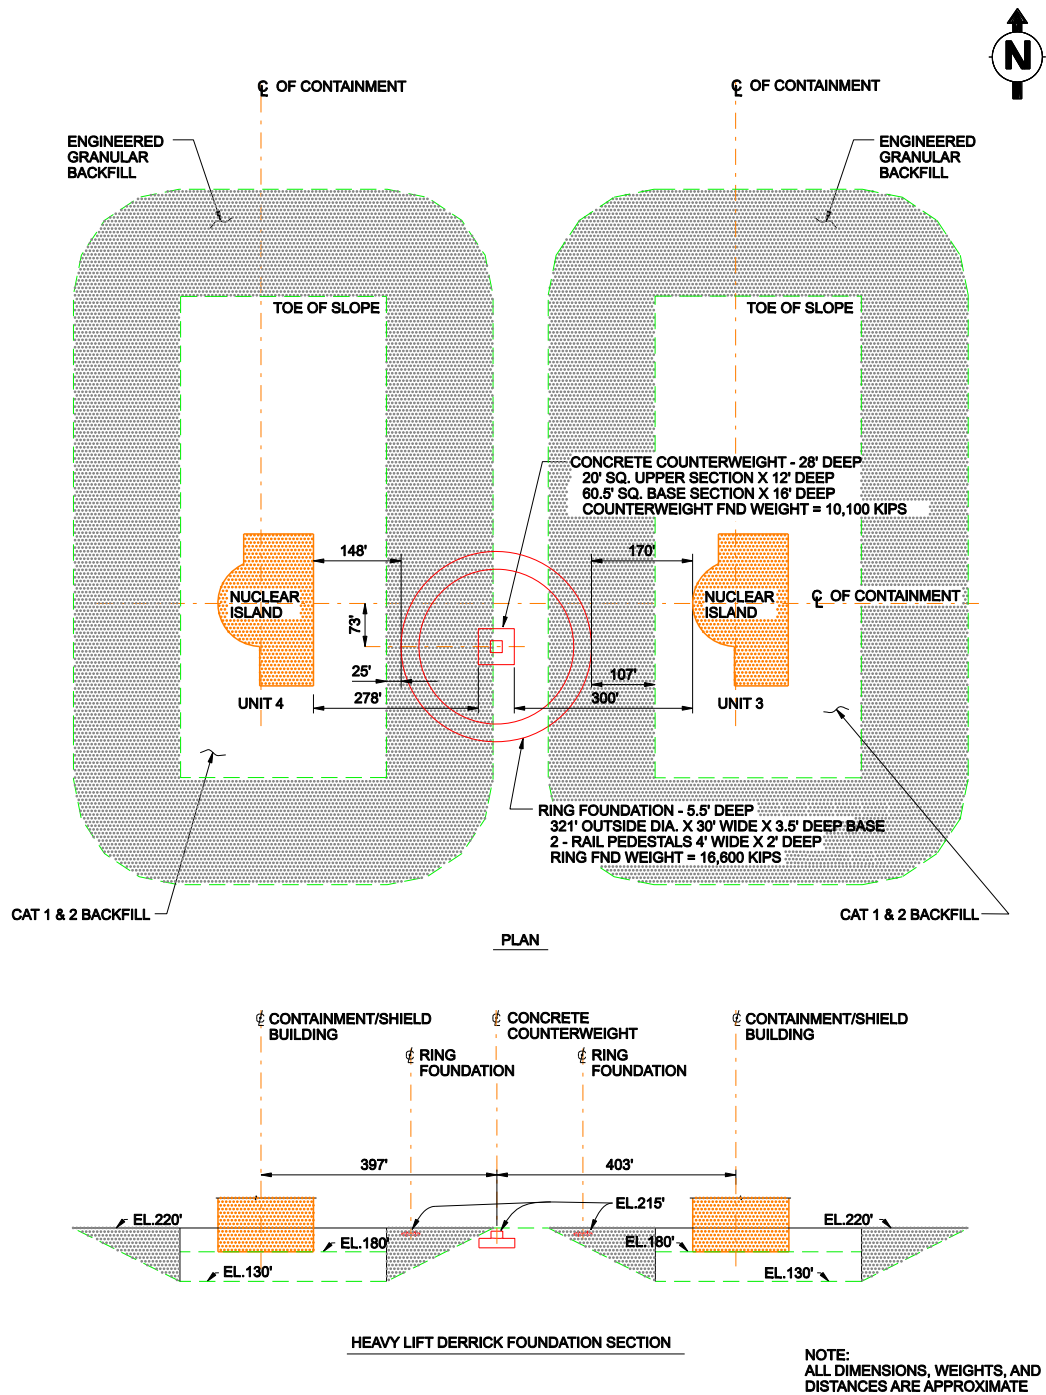 N
℄ OF CONTAINMENT
℄ OF CONTAINMENT
ENGINEERED
GRANULAR
BACKFILL
ENGINEERED
GRANULAR
BACKFILL
TOE OF SLOPE
TOE OF SLOPE
CONCRETE COUNTERWEIGHT - 28' DEEP
20' SQ. UPPER SECTION X 12' DEEP
60.5' SQ. BASE SECTION X 16' DEEP
COUNTERWEIGHT FND WEIGHT = 10,100 KIPS
148'
170'
NUCLEAR
ISLAND
NUCLEAR
ISLAND
℄ OF CONTAINMENT
73'
25'
107'
278'
300'
UNIT 4
UNIT 3
RING FOUNDATION - 5.5' DEEP
321' OUTSIDE DIA. X 30' WIDE X 3.5' DEEP BASE
2 - RAIL PEDESTALS 4' WIDE X 2' DEEP
RING FND WEIGHT = 16,600 KIPS
CAT 1 & 2 BACKFILL
CAT 1 & 2 BACKFILL
PLAN
℄ CONTAINMENT/SHIELD
BUILDING
℄ CONCRETE
COUNTERWEIGHT
℄ CONTAINMENT/SHIELD
BUILDING
℄ RING
FOUNDATION
℄ RING
FOUNDATION
397'
403'
EL.215'
EL.220'
EL.220'
EL.180'
EL.180'
EL.130'
EL.130'
HEAVY LIFT DERRICK FOUNDATION SECTION
NOTE:
ALL DIMENSIONS, WEIGHTS, AND
DISTANCES ARE APPROXIMATE